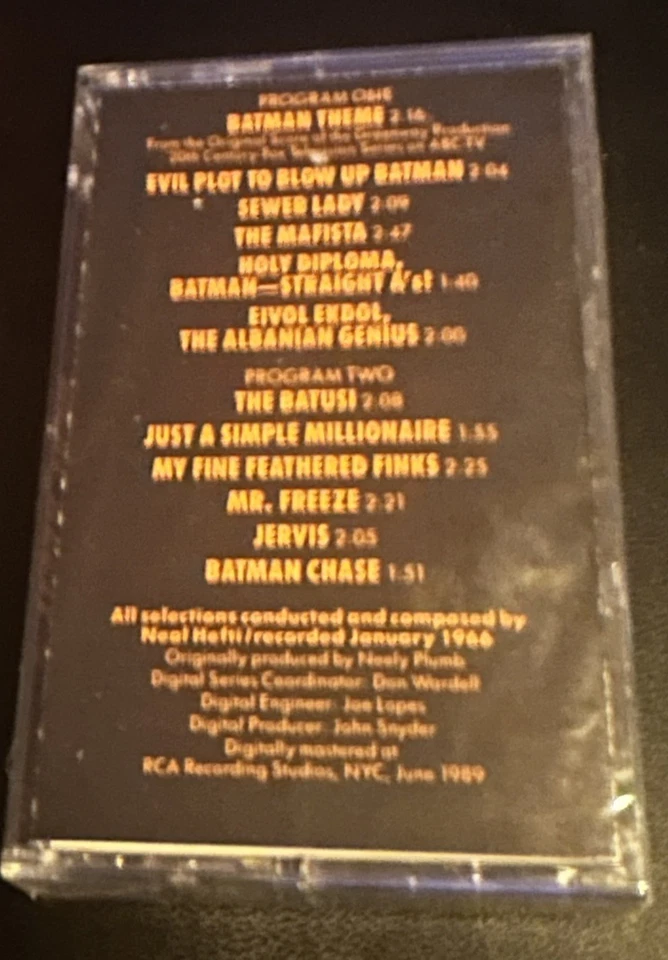 PROGRAM ONE
BATMAN THEME 2:16
From the Original Score of the Greenway Production
20th Century Fox Television Series on ABC-TV
EVIL PLOT TO BLOW UP BATMAN 2:04
SEWER LADY 2:09
THE MAFISTA 2:47
HOLY DIPLOMA,
BATMAN—STRAIGHT A's! 1:40
EIVOL EKDOL,
THE ALBANIAN GENIUS 2:00
PROGRAM TWO
THE BATUSI 2:08
JUST A SIMPLE MILLIONAIRE 1:55
MY FINE FEATHERED FINKS 2:25
MR. FREEZE 2:21
JERVIS 2:05
BATMAN CHASE 1:51
All selections conducted and composed by
Neal Hefti/recorded January 1966
Originally produced by Neely Plumb
Digital Series Coordinator: Don Wardell
Digital Engineer: Joe Lopes
Digital Producer: John Snyder
Digitally mastered at
RCA Recording Studios, NYC, June 1989